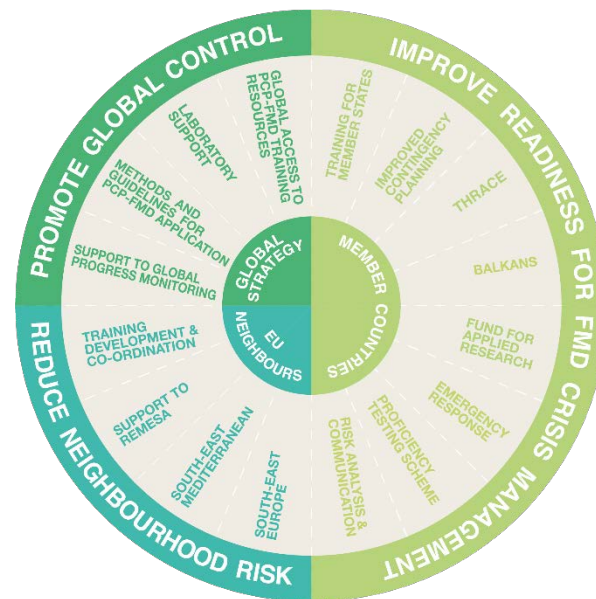 PROMOTE GLOBAL CONTROL
IMPROVE READINESS FOR FMD CRISIS MANAGEMENT
REDUCE NEIGHBOURHOOD RISK
GLOBAL
STRATEGY
MEMBER COUNTRIES
EU
NEIGHBOURS
TRAINING FOR
MEMBER STATES
IMPROVED
CONTINGENCY
PLANNING
THRACE
BALKANS
FUND FOR
APPLIED
RESEARCH
EMERGENCY
RESPONSE
PROFICIENCY
TESTING SCHEME
RISK ANALYSIS &
COMMUNICATION
SOUTH-EAST
EUROPE
SOUTH-EAST
MEDITERRANEAN
SUPPORT TO
REMESA
TRAINING
DEVELOPMENT &
CO-ORDINATION
SUPPORT TO GLOBAL
PROGRESS MONITORING
METHODS AND
GUIDELINES FOR
PCP-FMD APPLICATION
LABORATORY
SUPPORT
GLOBAL ACCESS TO
PCP-FMD TRAINING
RESOURCES